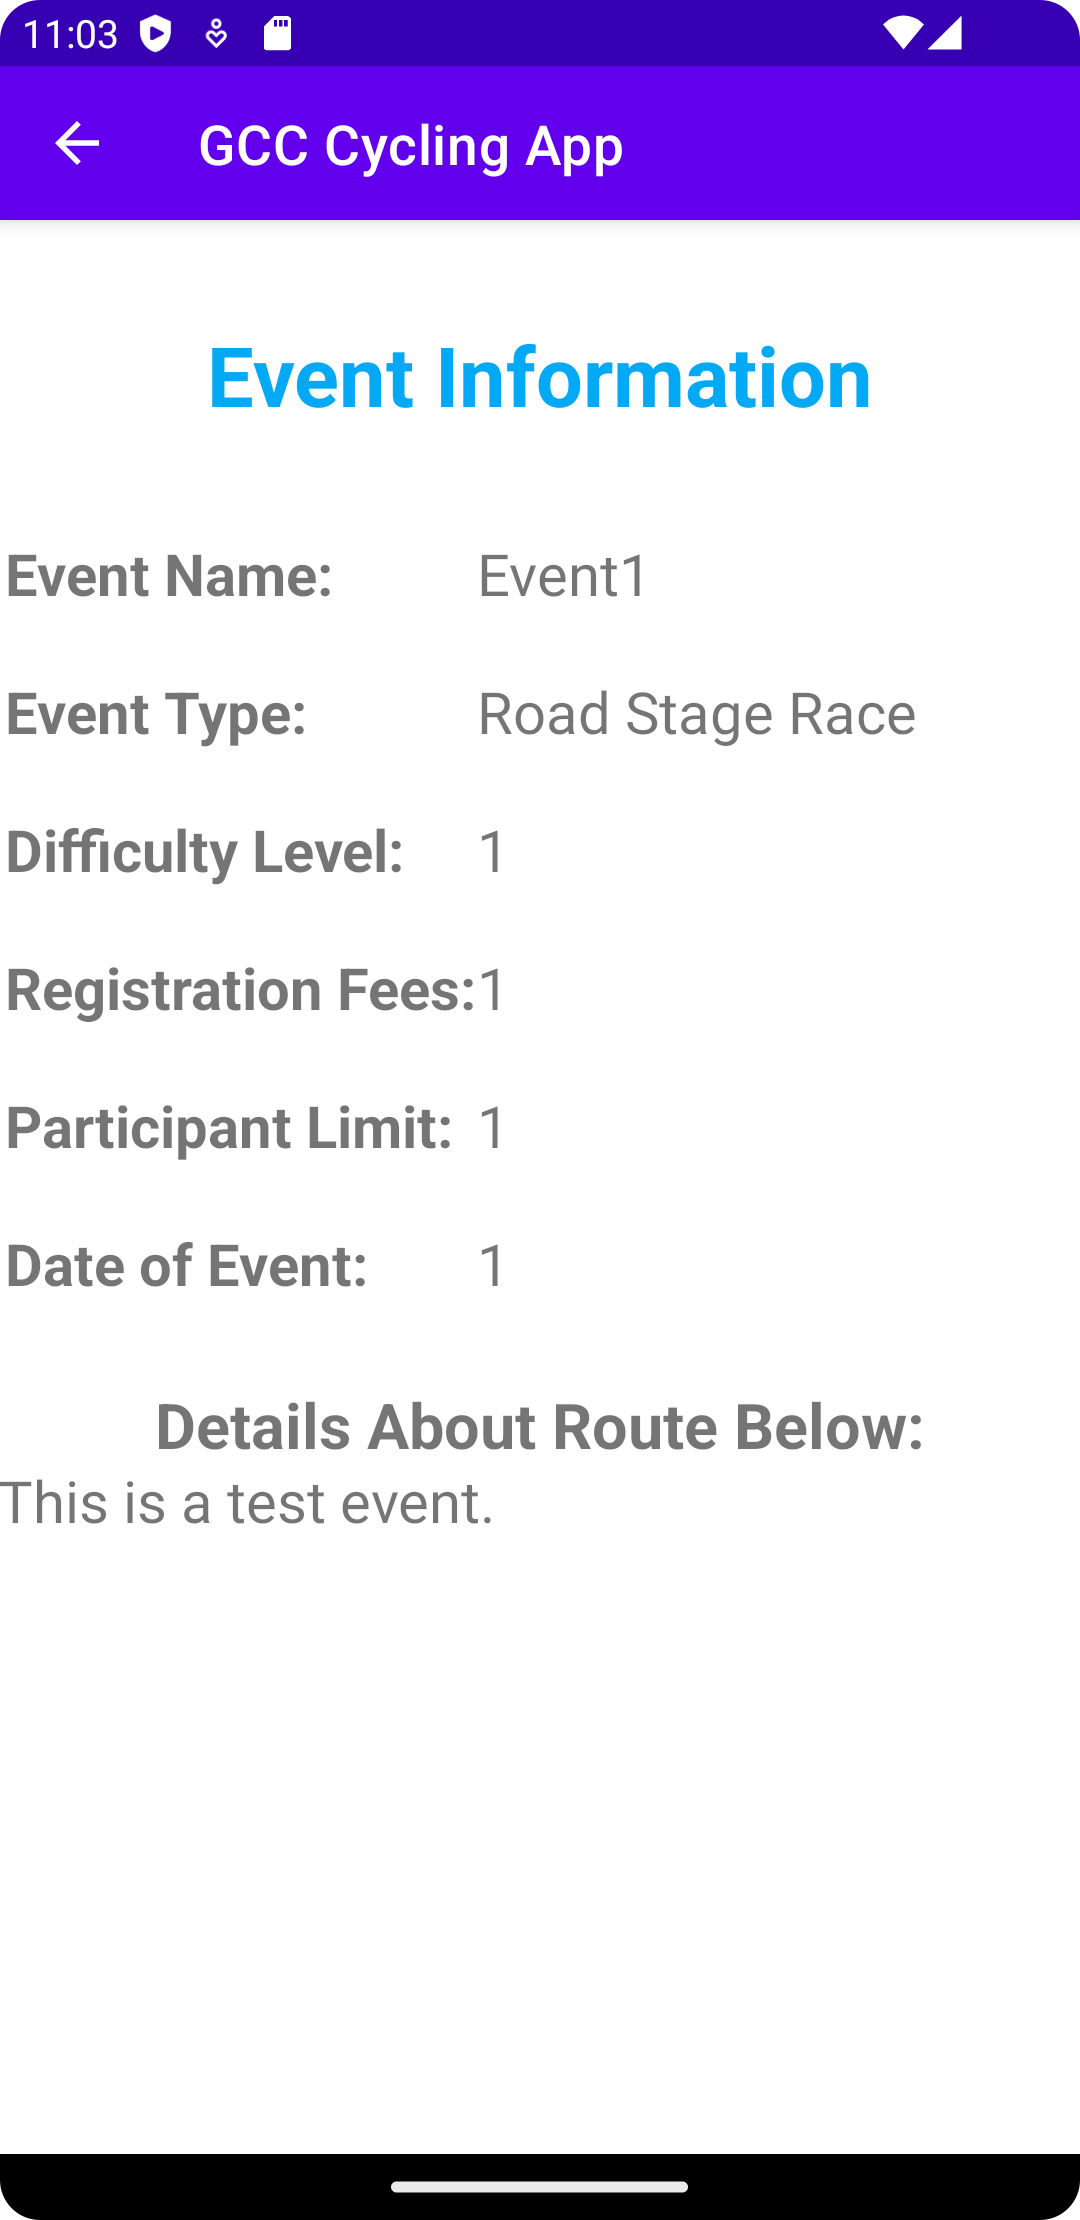 11:03
GCC Cycling App
Event Information
Event Name: Event1
Event Type: Road Stage Race
Difficulty Level: 1
Registration Fees: 1
Participant Limit: 1
Date of Event: 1
Details About Route Below:
This is a test event.